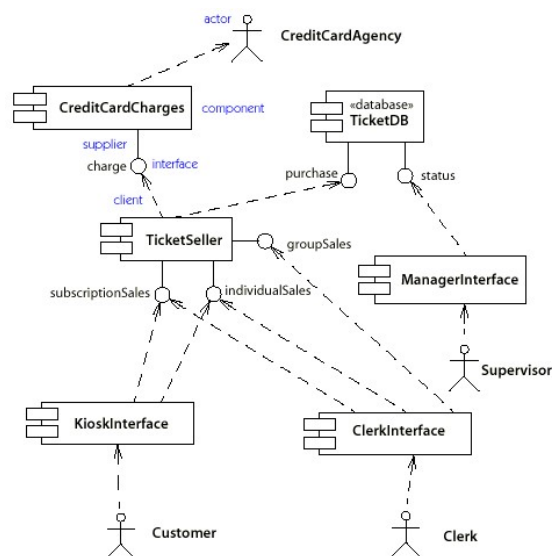 actor
CreditCardAgency
CreditCardCharges
component
«database»
TicketDB
supplier
charge
interface
purchase
status
client
TicketSeller
groupSales
ManagerInterface
subscriptionSales
individualSales
Supervisor
KioskInterface
ClerkInterface
Customer
Clerk